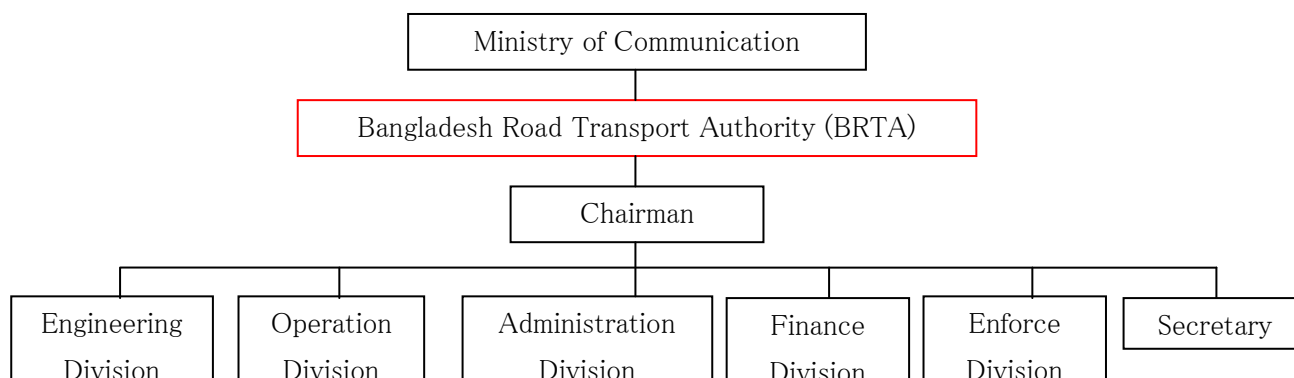 Ministry of Communication
Bangladesh Road Transport Authority (BRTA)
Chairman
Engineering
Division
Operation
Division
Administration
Division
Finance
Division
Enforce
Division
Secretary